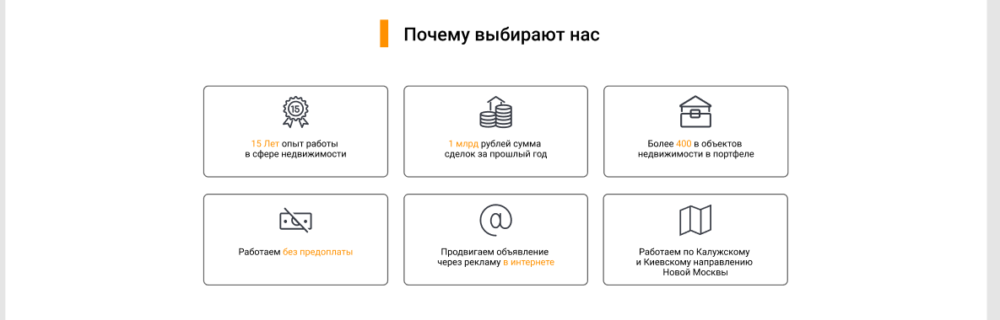 Почему выбирают нас
15
15 Лет опыт работы
в сфере недвижимости
1 млрд рублей сумма
сделок за прошлый год
Более 400 в объектов
недвижимости в портфеле
Работаем без предоплаты
@
Продвигаем объявление
через рекламу в интернете
Работаем по Калужскому
и Киевскому направлению
Новой Москвы